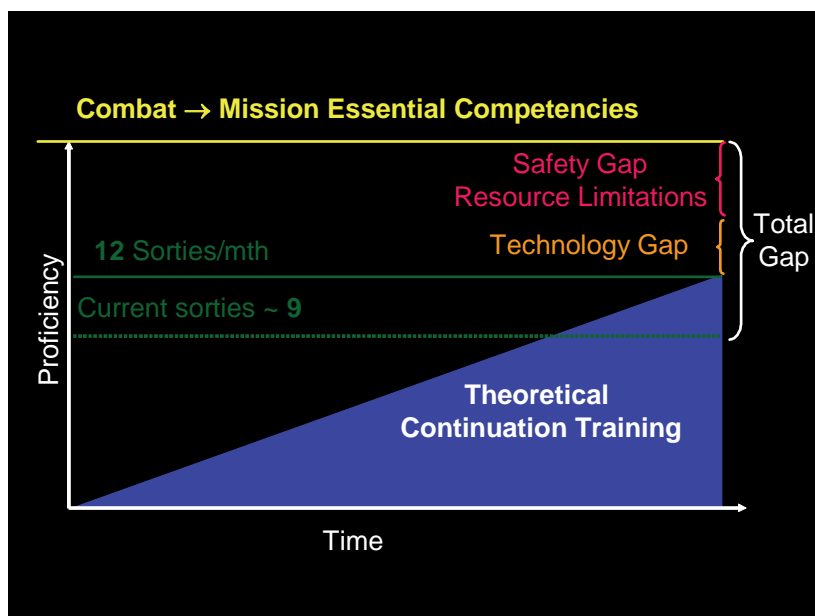 Combat → Mission Essential Competencies
Safety Gap
Resource Limitations
Total
Gap
12 Sorties/mth
Technology Gap
Current sorties ~ 9
Proficiency
Theoretical
Continuation Training
Time